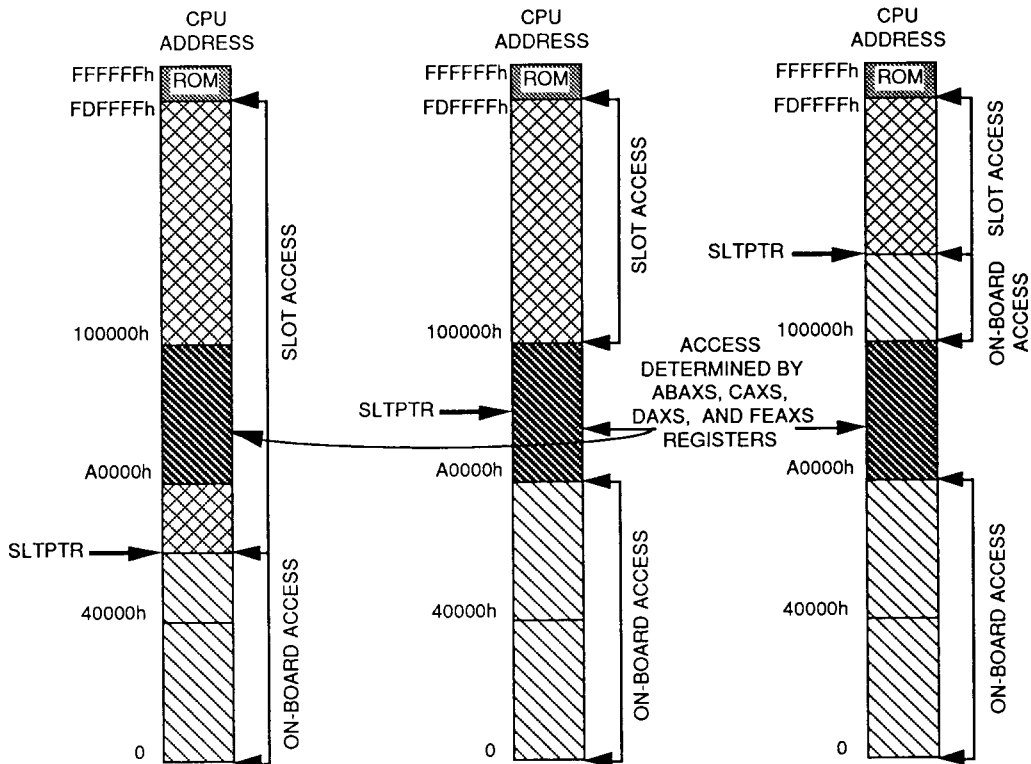 CPU
ADDRESS
FFFFFFh
ROM
FDFFFFh
SLOT ACCESS
100000h
A0000h
SLTPTR
40000h
ON-BOARD ACCESS
0
CPU
ADDRESS
FFFFFFh
ROM
FDFFFFh
SLOT ACCESS
100000h
SLTPTR
A0000h
40000h
ON-BOARD ACCESS
0
ACCESS
DETERMINED BY
ABAXS, CAXS,
DAXS, AND FEAXS
REGISTERS
CPU
ADDRESS
FFFFFFh
ROM
FDFFFFh
SLOT ACCESS
SLTPTR
ON-BOARD
ACCESS
100000h
A0000h
40000h
ON-BOARD ACCESS
0